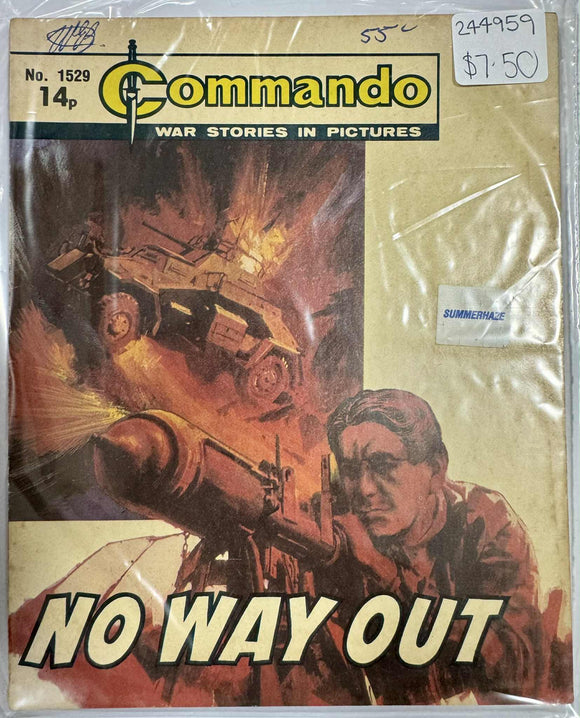 55c
244959
$7.50
No. 1529
14p
Commando
WAR STORIES IN PICTURES
SUMMERHAZE
NO WAY OUT